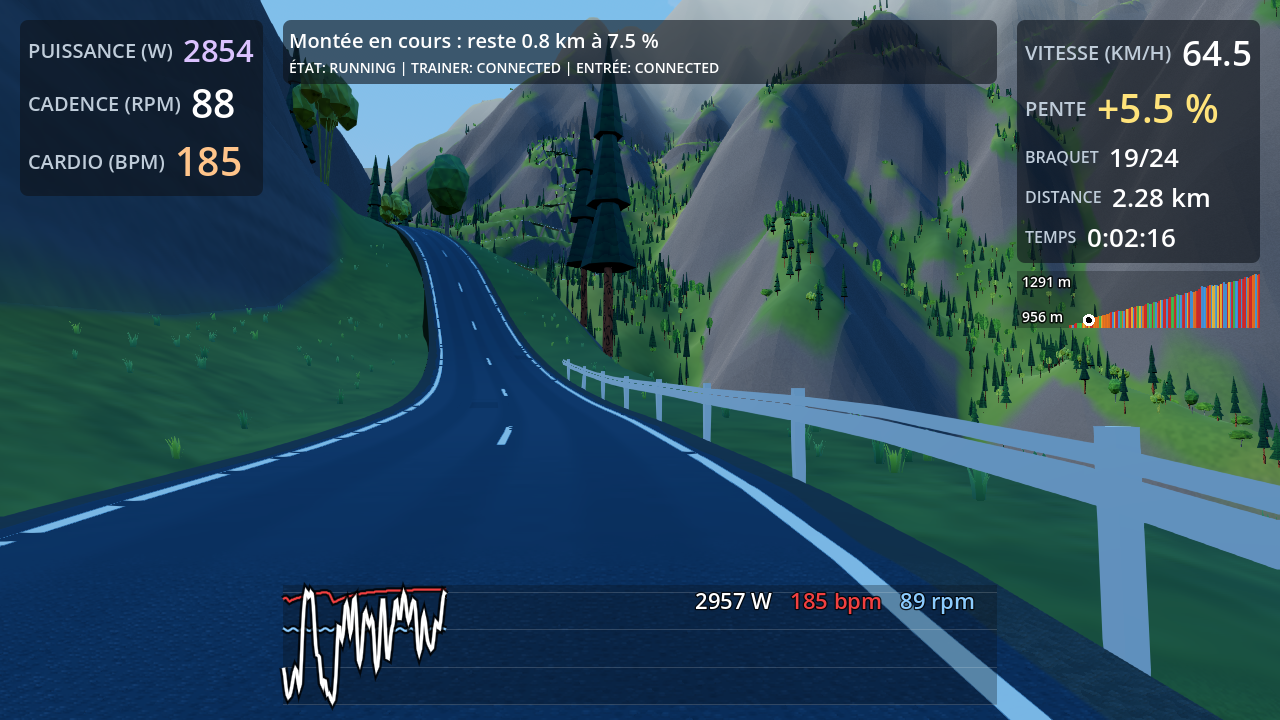 PUISSANCE (W) 2854
CADENCE (RPM) 88
CARDIO (BPM) 185
Montée en cours : reste 0.8 km à 7.5 %
ÉTAT: RUNNING | TRAINER: CONNECTED | ENTRÉE: CONNECTED
VITESSE (KM/H) 64.5
PENTE +5.5 %
BRAQUET 19/24
DISTANCE 2.28 km
TEMPS 0:02:16
1291 m
956 m
2957 W 185 bpm 89 rpm